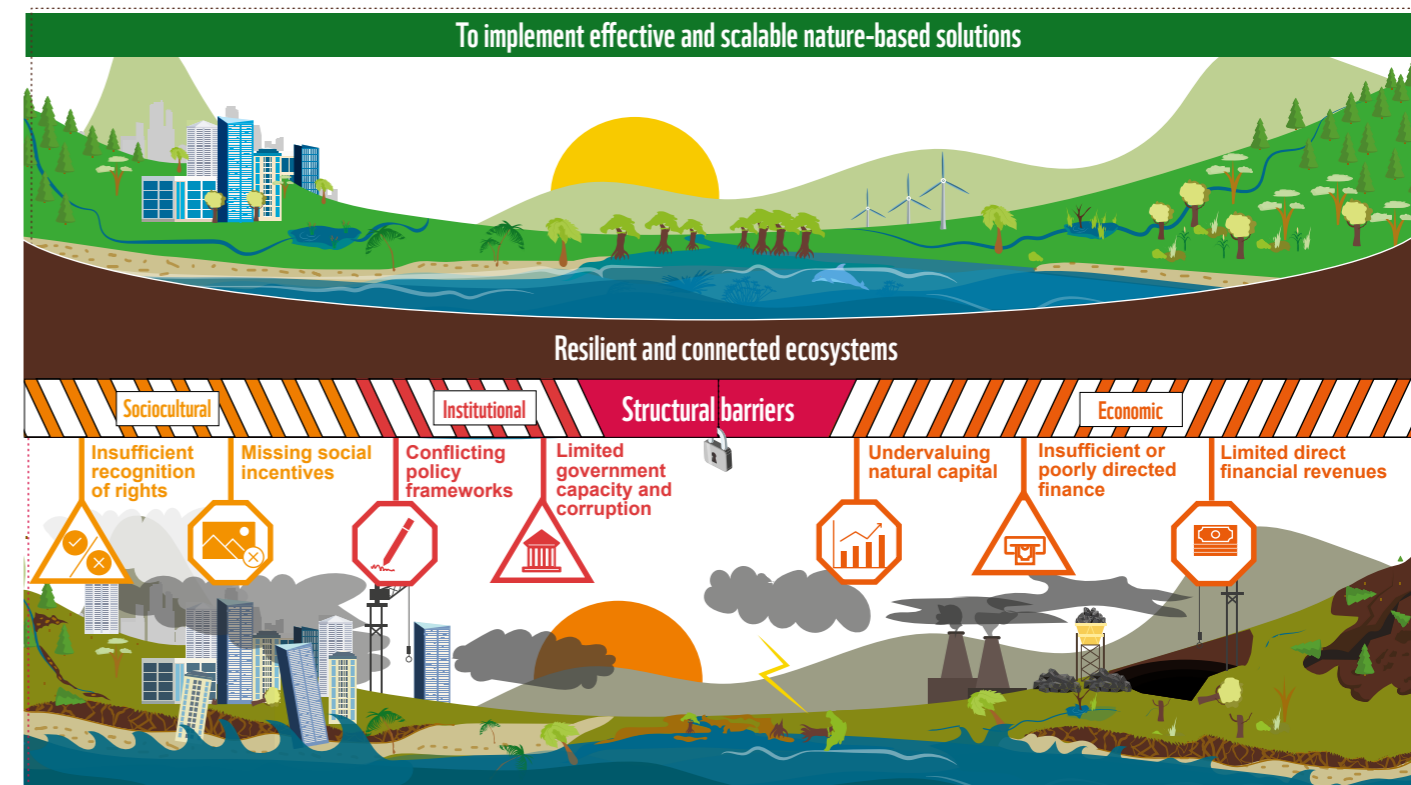 To implement effective and scalable nature-based solutions
Resilient and connected ecosystems
Sociocultural
Institutional
Structural barriers
Economic
Insufficient
recognition
of rights
Missing social
incentives
Conflicting
policy
frameworks
Limited
government
capacity and
corruption
Undervaluing
natural capital
Insufficient or
poorly directed
finance
Limited direct
financial revenues